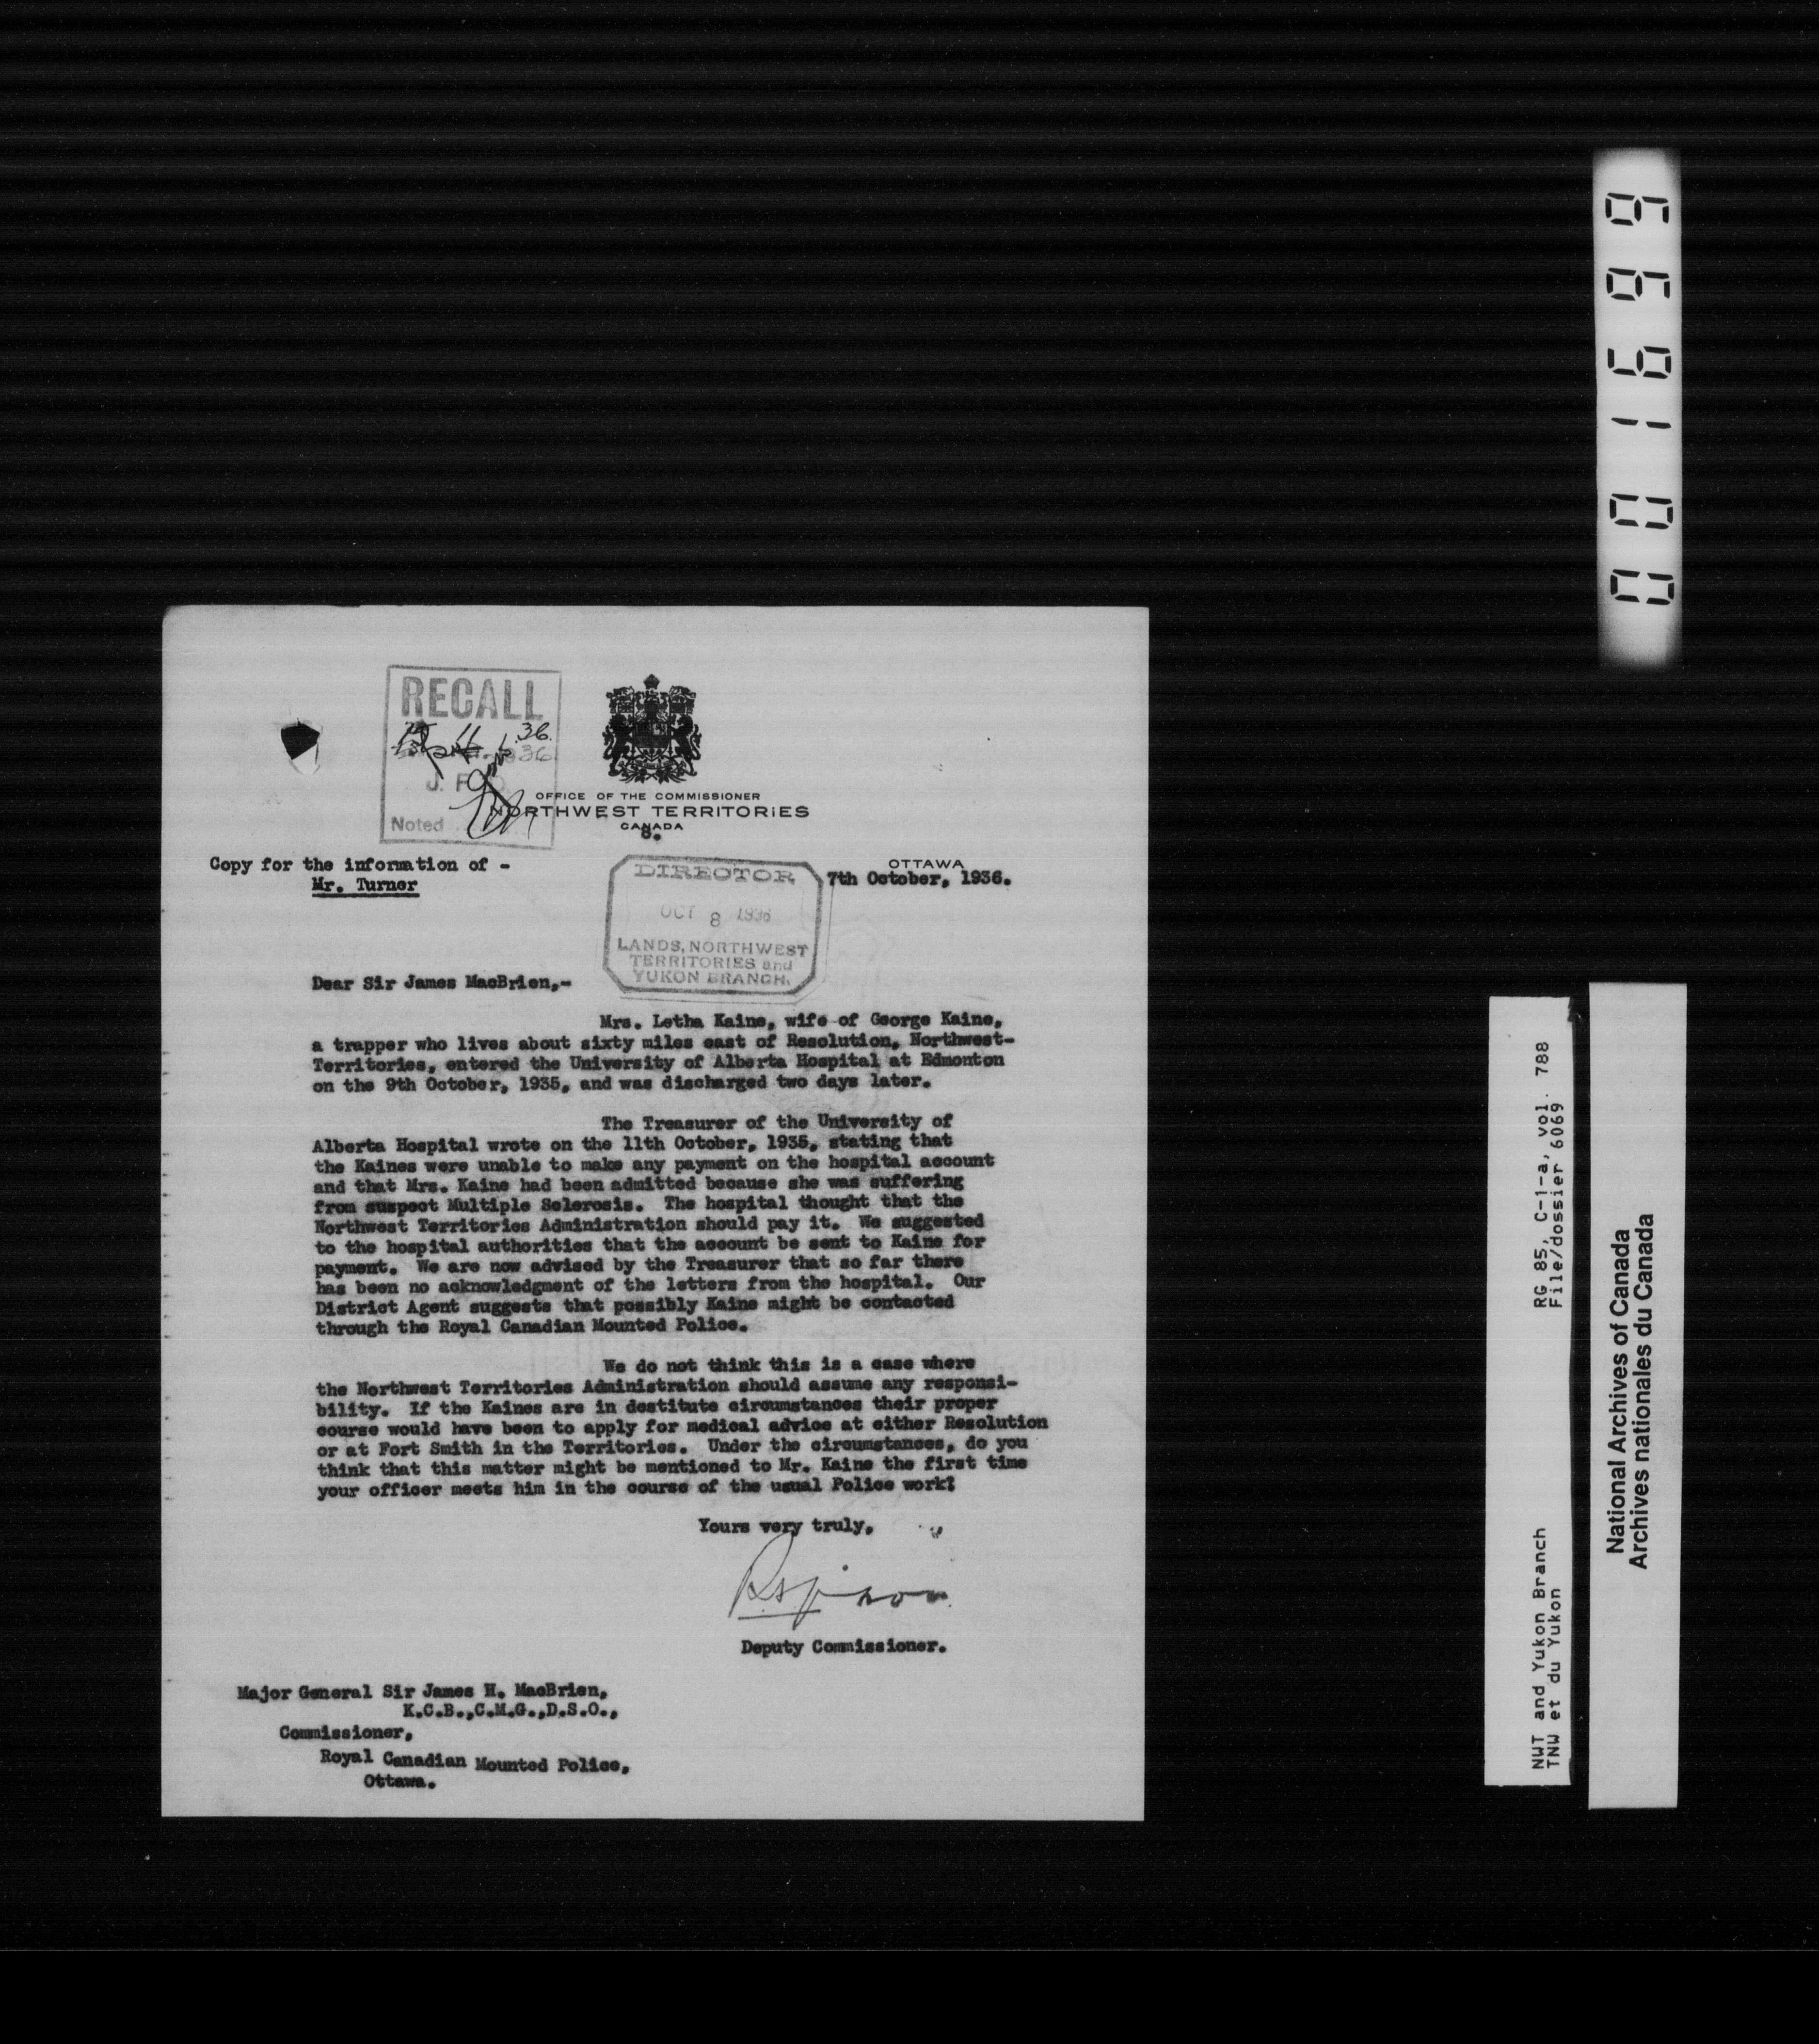 RECALL
36.
J. F.
Noted
OFFICE OF THE COMMISSIONER
NORTHWEST TERRITORIES
CANADA
8.
Copy for the information of -
Mr. Turner
OTTAWA
7th October, 1936.
DIRECTOR
OCT 8 1936
LANDS, NORTHWEST
TERRITORIES and
YUKON BRANCH.
Dear Sir James MacBrien,-
Mrs. Letha Kaine, wife of George Kaine,
a trapper who lives about sixty miles east of Resolution, Northwest-
Territories, entered the University of Alberta Hospital at Edmonton
on the 9th October, 1935, and was discharged two days later.
The Treasurer of the University of
Alberta Hospital wrote on the 11th October, 1935, stating that
the Kaines were unable to make any payment on the hospital account
and that Mrs. Kaine had been admitted because she was suffering
from suspect Multiple Sclerosis. The hospital thought that the
Northwest Territories Administration should pay it. We suggested
to the hospital authorities that the account be sent to Kaine for
payment. We are now advised by the Treasurer that so far there
has been no acknowledgment of the letters from the hospital. Our
District Agent suggests that possibly Kaine might be contacted
through the Royal Canadian Mounted Police.
We do not think this is a case where
the Northwest Territories Administration should assume any responsi-
bility. If the Kaines are in destitute circumstances their proper
course would have been to apply for medical advice at either Resolution
or at Fort Smith in the Territories. Under the circumstances, do you
think that this matter might be mentioned to Mr. Kaine the first time
your officer meets him in the course of the usual Police work?
Yours very truly,
Deputy Commissioner.
Major General Sir James H. MacBrien,
K.C.B.,C.M.G.,D.S.O.,
Commissioner,
Royal Canadian Mounted Police,
Ottawa.
001699
NWT and Yukon Branch RG 85, C-1-a, vol. 788
TNW et du Yukon File/dossier 6069
National Archives of Canada
Archives nationales du Canada